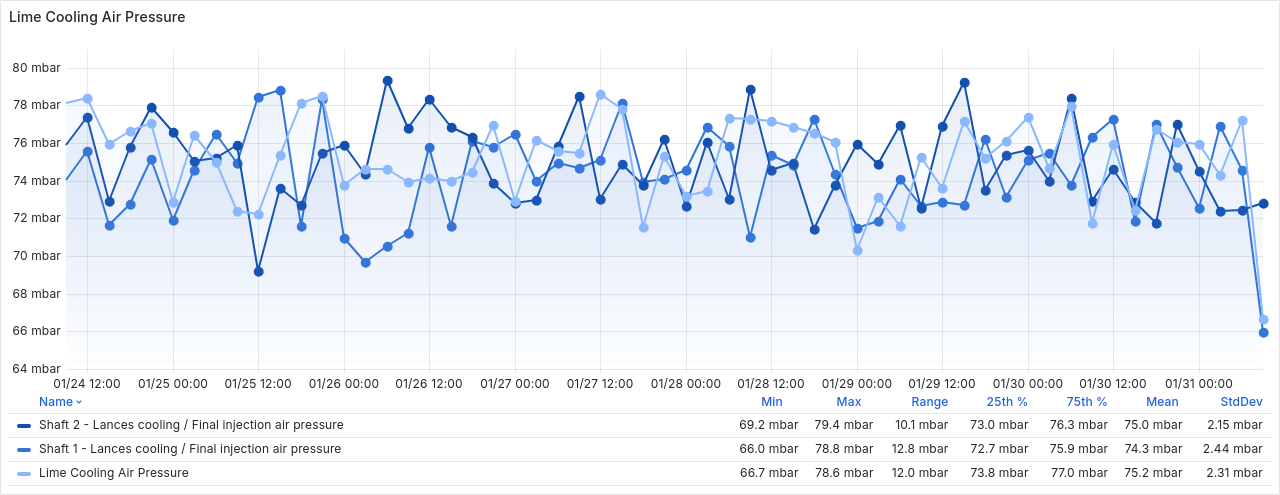 Lime Cooling Air Pressure
80 mbar
78 mbar
76 mbar
74 mbar
72 mbar
70 mbar
68 mbar
66 mbar
64 mbar
01/24 12:00 01/25 00:00 01/25 12:00 01/26 00:00 01/26 12:00 01/27 00:00 01/27 12:00 01/28 00:00 01/28 12:00 01/29 00:00 01/29 12:00 01/30 00:00 01/30 12:00 01/31 00:00
Name Min Max Range 25th % 75th % Mean StdDev
Shaft 2 - Lances cooling / Final injection air pressure 69.2 mbar 79.4 mbar 10.1 mbar 73.0 mbar 76.3 mbar 75.0 mbar 2.15 mbar
Shaft 1 - Lances cooling / Final injection air pressure 66.0 mbar 78.8 mbar 12.8 mbar 72.7 mbar 75.9 mbar 74.3 mbar 2.44 mbar
Lime Cooling Air Pressure 66.7 mbar 78.6 mbar 12.0 mbar 73.8 mbar 77.0 mbar 75.2 mbar 2.31 mbar